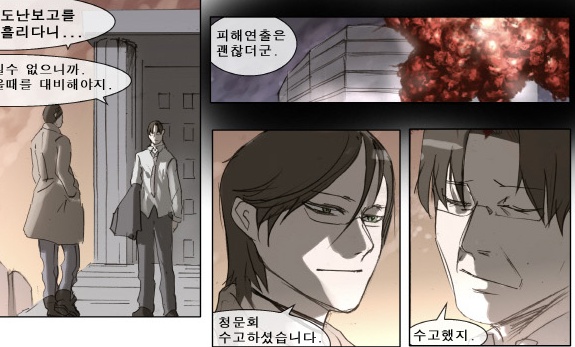 도난보고를
흘리다니...
없으니까.
대비해야지.
피해연출은
괜찮더군.
청문회
수고하셨습니다.
수고했지.